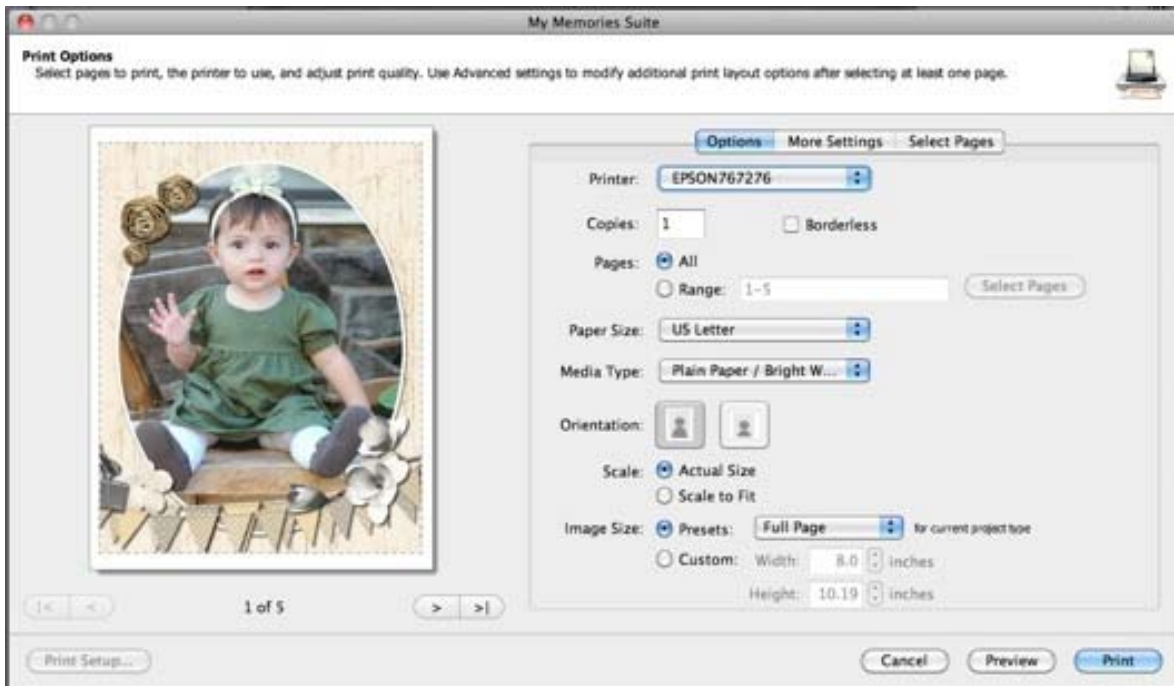 My Memories Suite
Print Options
Select pages to print, the printer to use, and adjust print quality. Use Advanced settings to modify additional print layout options after selecting at least one page.
Options More Settings Select Pages
Printer: EPSON767276
Copies: 1 Borderless
Pages: All
Range: 1-5 Select Pages
Paper Size: US Letter
Media Type: Plain Paper / Bright W...
Orientation:
Scale: Actual Size
Scale to Fit
Image Size: Presets: Full Page for current project type
Custom: Width: 8.0 inches
Height: 10.19 inches
|< < 1 of 5 > >|
Print Setup... Cancel Preview Print